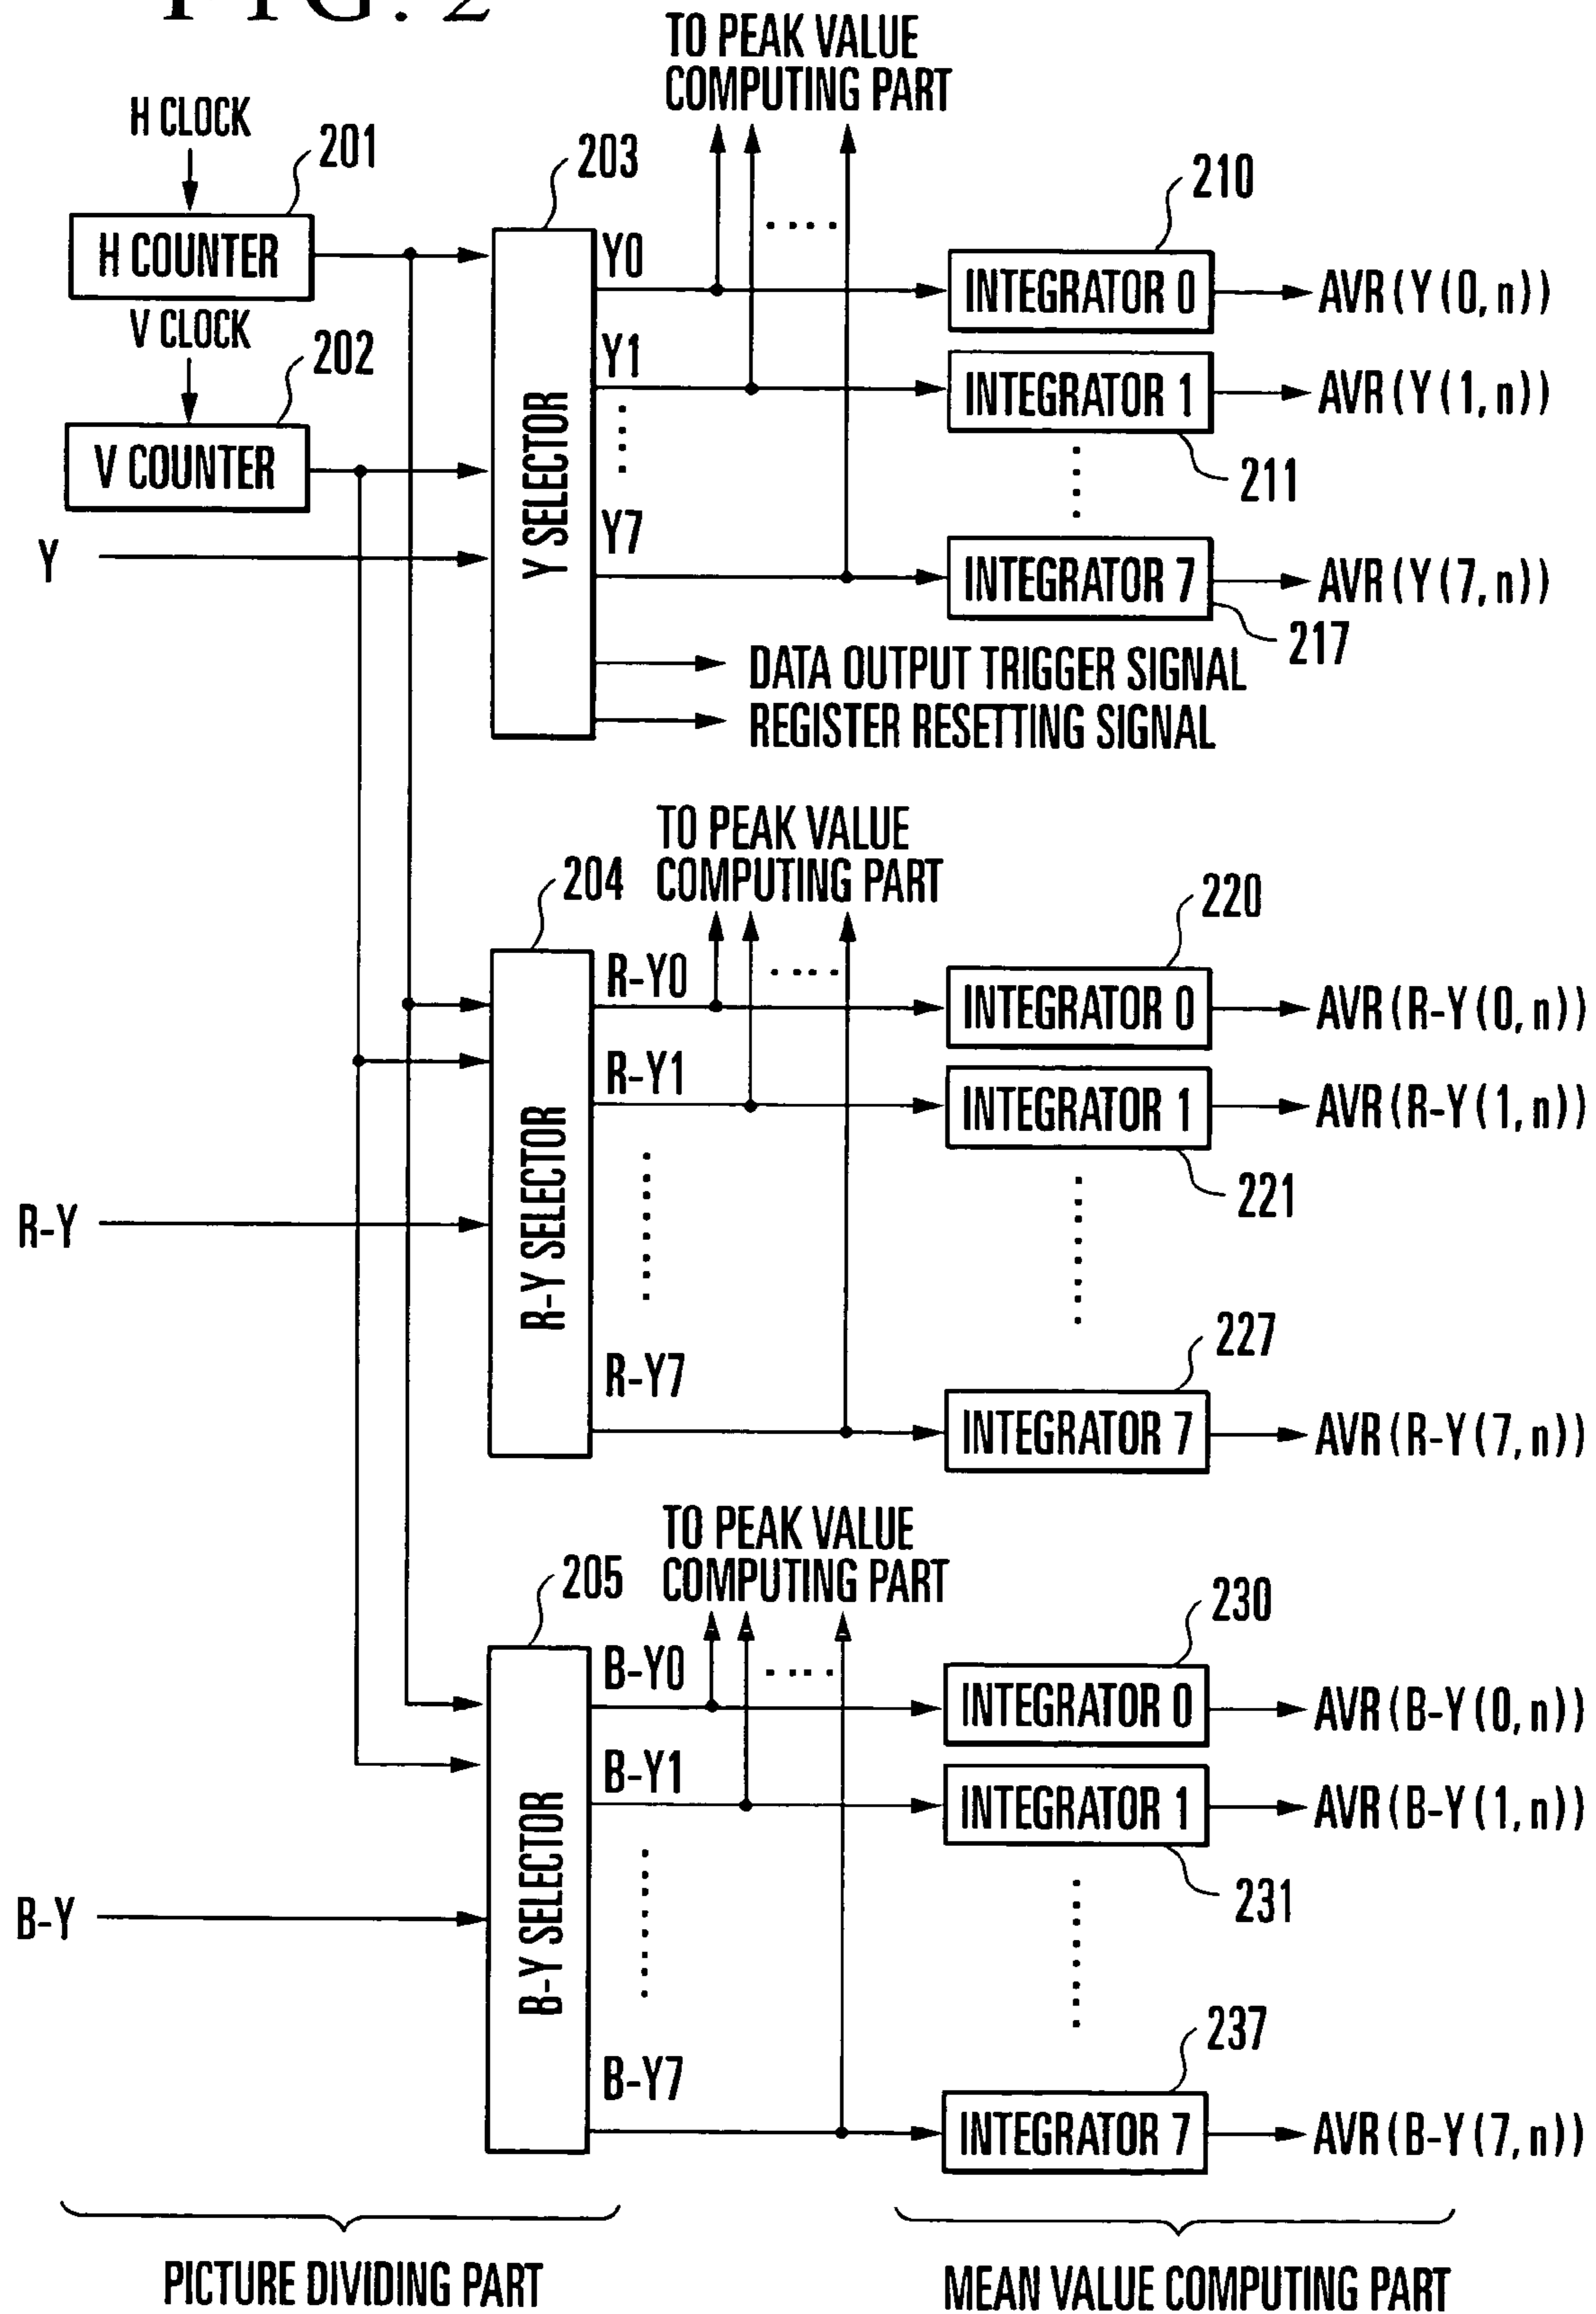 FIG. 2
TO PEAK VALUE
COMPUTING PART
H CLOCK
201
203
210
H COUNTER
Y0
INTEGRATOR 0
AVR(Y(0,n))
V CLOCK
202
Y1
INTEGRATOR 1
AVR(Y(1,n))
V COUNTER
Y SELECTOR
211
Y
Y7
INTEGRATOR 7
AVR(Y(7,n))
217
DATA OUTPUT TRIGGER SIGNAL
REGISTER RESETTING SIGNAL
TO PEAK VALUE
COMPUTING PART
204
220
R-Y0
INTEGRATOR 0
AVR(R-Y(0,n))
R-Y1
INTEGRATOR 1
AVR(R-Y(1,n))
221
R-Y
R-Y SELECTOR
227
R-Y7
INTEGRATOR 7
AVR(R-Y(7,n))
TO PEAK VALUE
COMPUTING PART
205
230
B-Y0
INTEGRATOR 0
AVR(B-Y(0,n))
B-Y1
INTEGRATOR 1
AVR(B-Y(1,n))
231
B-Y
B-Y SELECTOR
237
B-Y7
INTEGRATOR 7
AVR(B-Y(7,n))
PICTURE DIVIDING PART
MEAN VALUE COMPUTING PART